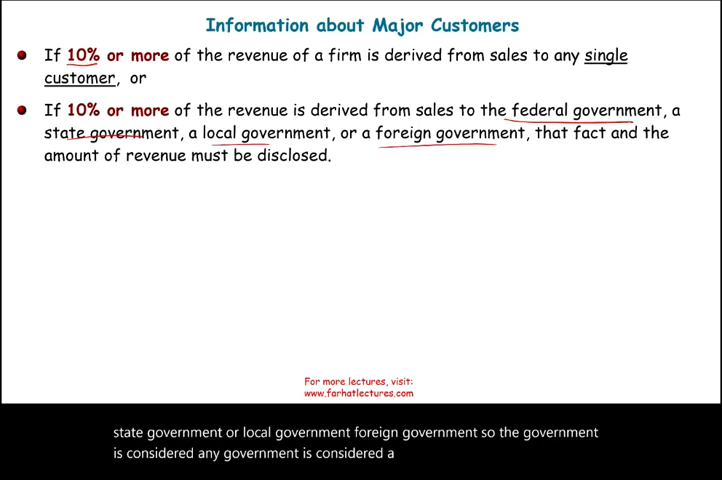 Information about Major Customers
If 10% or more of the revenue of a firm is derived from sales to any single
customer, or
If 10% or more of the revenue is derived from sales to the federal government, a
state government, a local government, or a foreign government, that fact and the
amount of revenue must be disclosed.
For more lectures, visit:
www.farhatlectures.com
state government or local government foreign government so the government
is considered any government is considered a